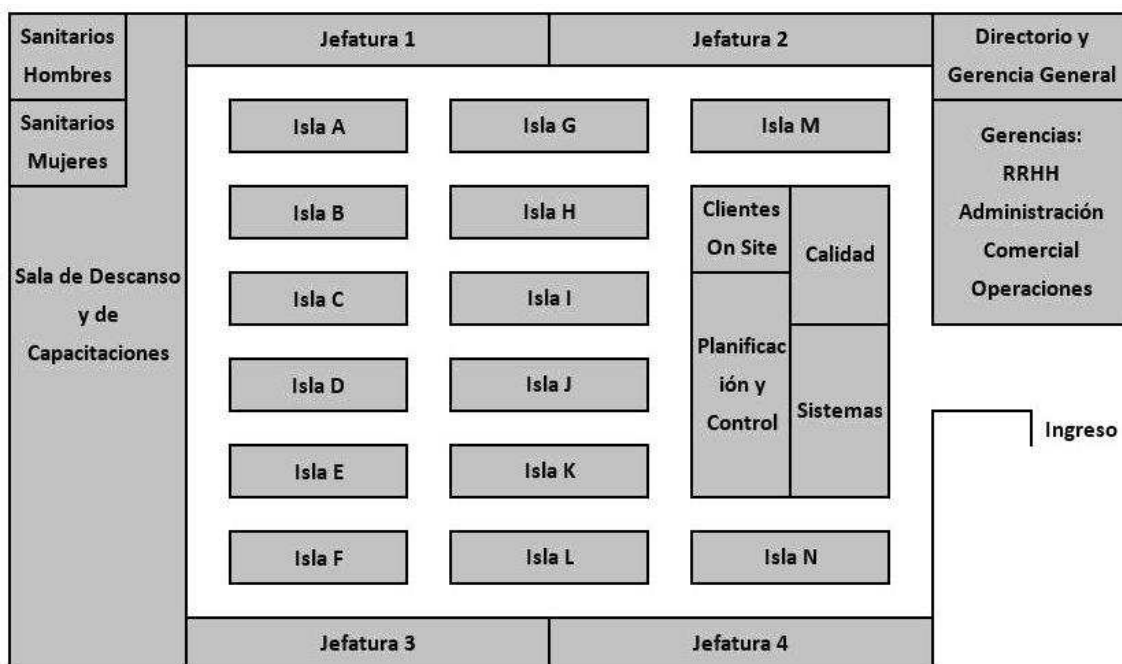 Sanitarios
Hombres
Jefatura 1
Jefatura 2
Directorio y
Gerencia General
Sanitarios
Mujeres
Isla A
Isla G
Isla M
Gerencias:
RRHH
Administración
Comercial
Operaciones
Isla B
Isla H
Clientes
On Site
Calidad
Sala de Descanso
y de
Capacitaciones
Isla C
Isla I
Planificac
ión y
Control
Sistemas
Isla D
Isla J
Ingreso
Isla E
Isla K
Isla F
Isla L
Isla N
Jefatura 3
Jefatura 4